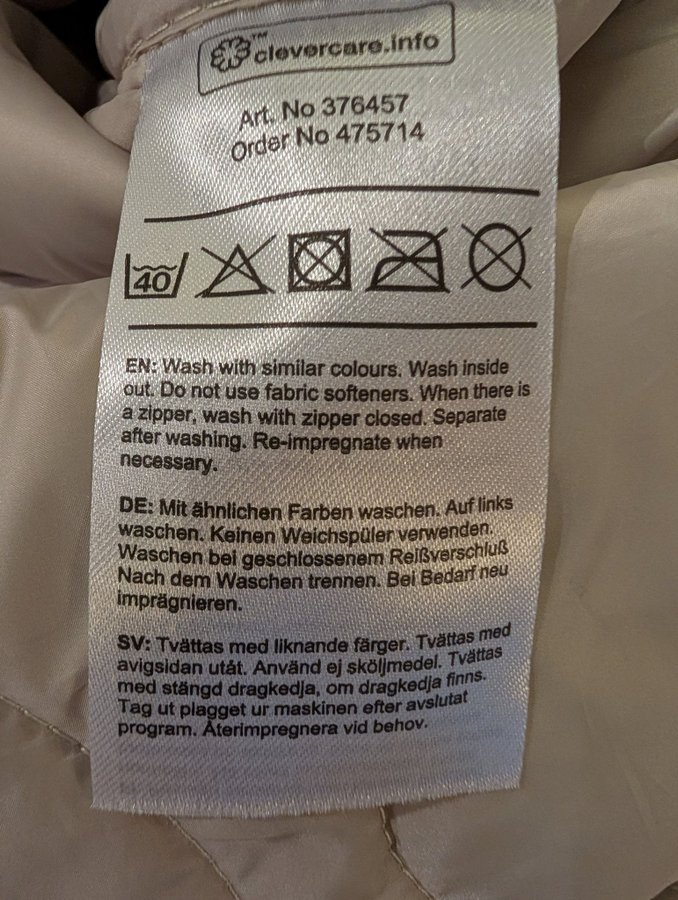 ™clevercare.info
Art. No 376457
Order No 475714
40
EN: Wash with similar colours. Wash inside
out. Do not use fabric softeners. When there is
a zipper, wash with zipper closed. Separate
after washing. Re-impregnate when
necessary.
DE: Mit ähnlichen Farben waschen. Auf links
waschen. Keinen Weichspüler verwenden.
Waschen bei geschlossenem Reißverschluß
Nach dem Waschen trennen. Bei Bedarf neu
imprägnieren.
SV: Tvättas med liknande färger. Tvättas med
avigsidan utåt. Använd ej sköljmedel. Tvättas
med stängd dragkedja, om dragkedja finns.
Tag ut plagget ur maskinen efter avslutat
program. Återimpregnera vid behov.